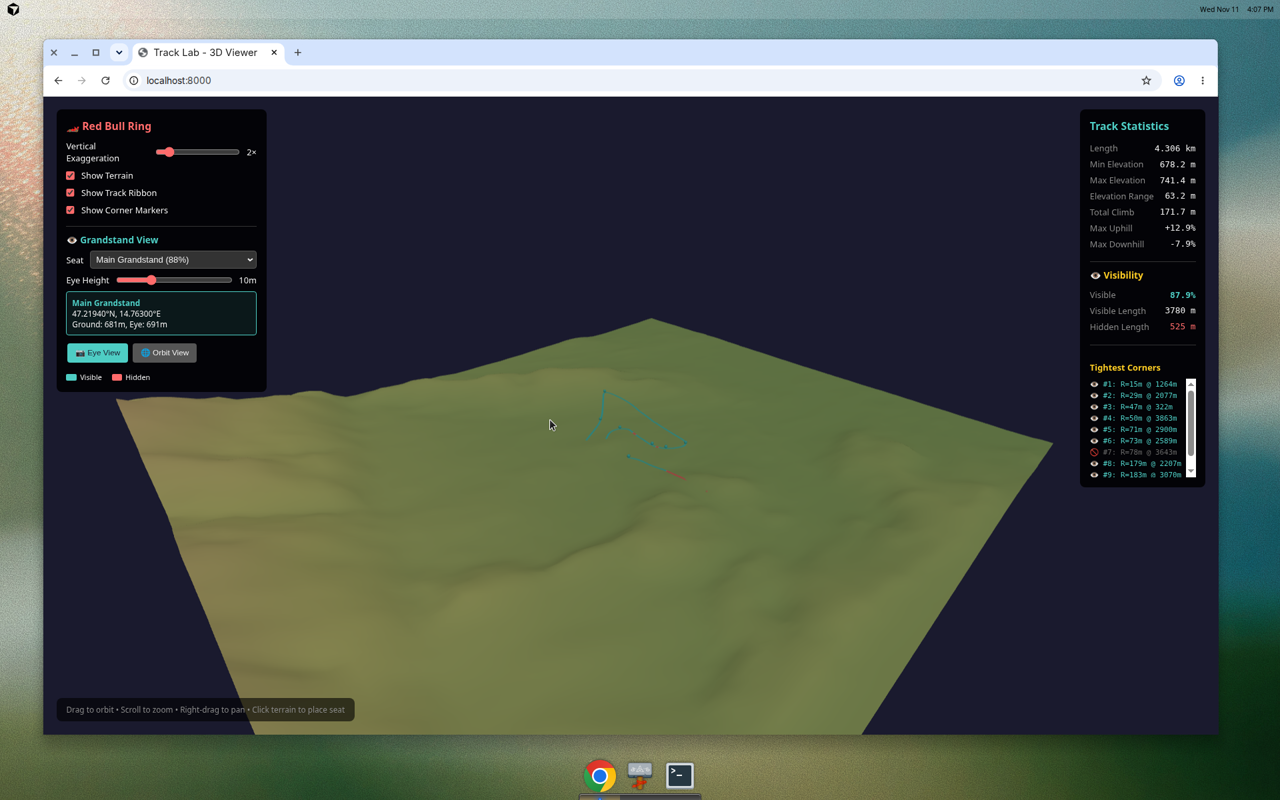 Wed Nov 11 4:07 PM
Track Lab - 3D Viewer
localhost:8000
Red Bull Ring
Vertical Exaggeration 2×
Show Terrain
Show Track Ribbon
Show Corner Markers
Grandstand View
Seat Main Grandstand (88%)
Eye Height 10m
Main Grandstand
47.21940°N, 14.76300°E
Ground: 681m, Eye: 691m
Eye View Orbit View
Visible Hidden
Drag to orbit • Scroll to zoom • Right-drag to pan • Click terrain to place seat
Track Statistics
Length 4.306 km
Min Elevation 678.2 m
Max Elevation 741.4 m
Elevation Range 63.2 m
Total Climb 171.7 m
Max Uphill +12.9%
Max Downhill -7.9%
Visibility
Visible 87.9%
Visible Length 3780 m
Hidden Length 525 m
Tightest Corners
#1: R=15m @ 1264m
#2: R=29m @ 2077m
#3: R=47m @ 322m
#4: R=50m @ 3863m
#5: R=71m @ 2900m
#6: R=73m @ 2589m
#7: R=78m @ 3643m
#8: R=179m @ 2207m
#9: R=183m @ 3070m